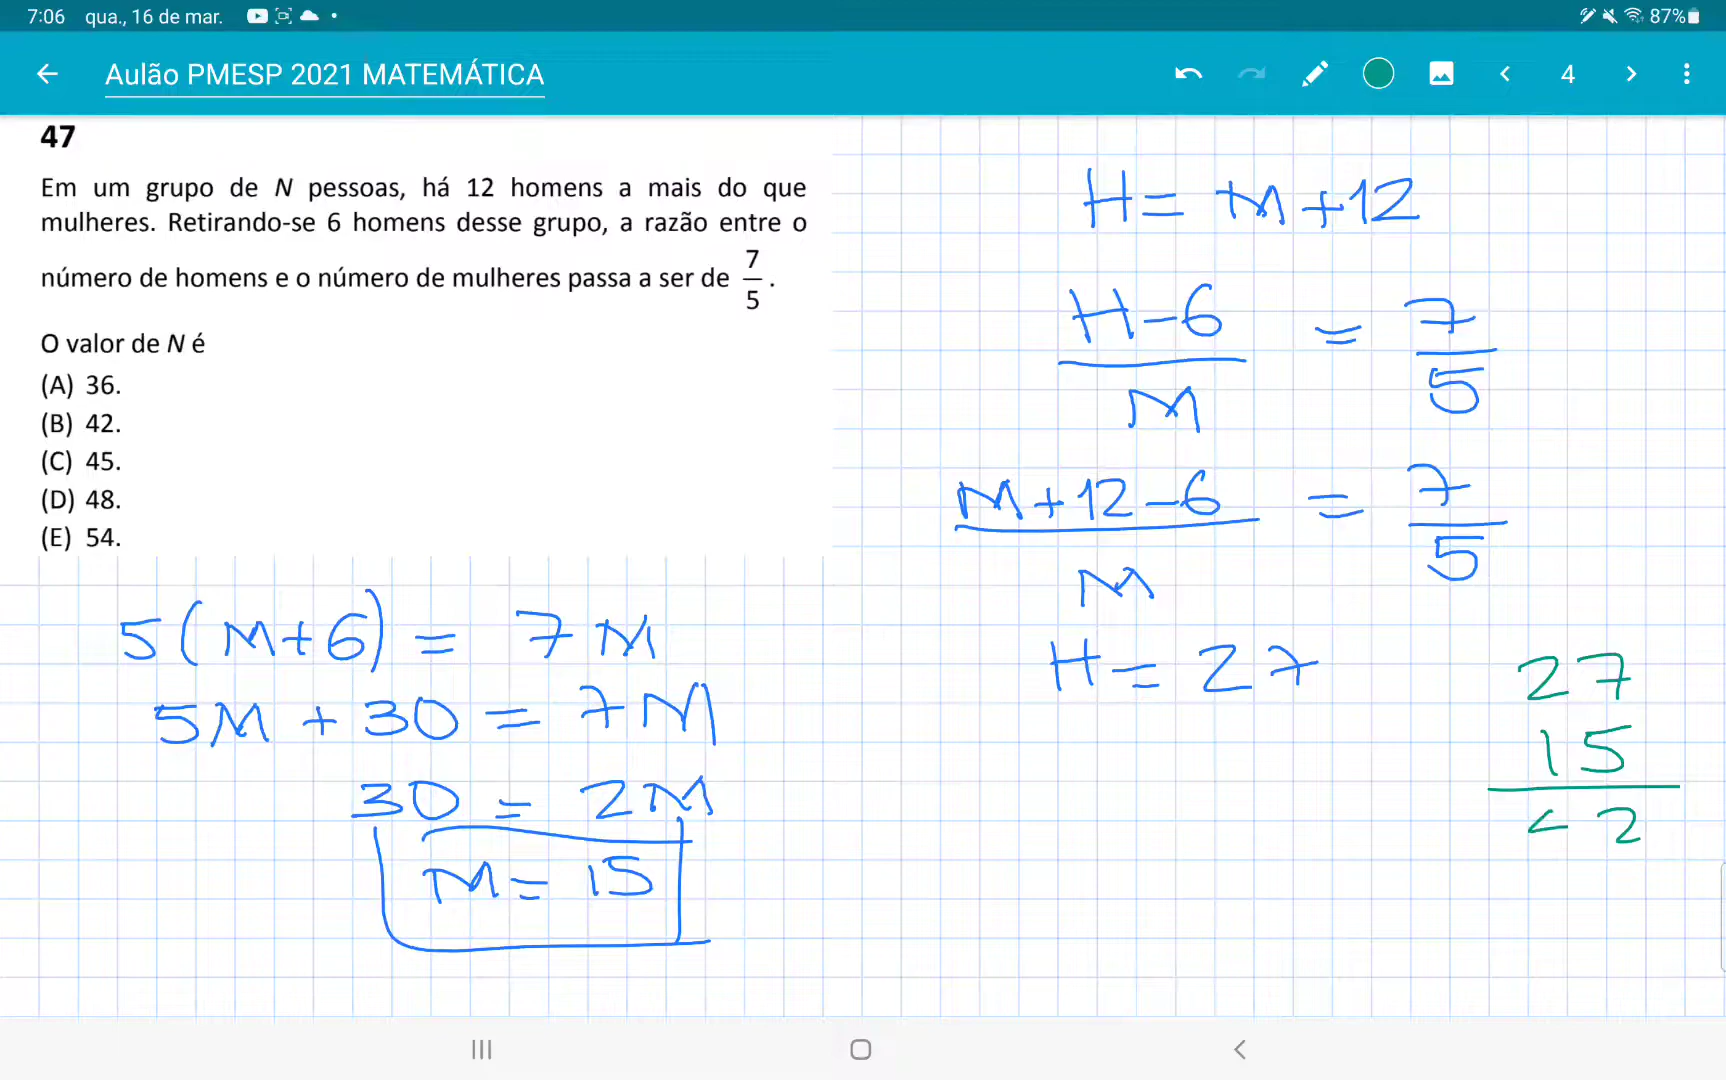 7:06 qua., 16 de mar. 87%
Aulão PMESP 2021 MATEMÁTICA 4
47
Em um grupo de N pessoas, há 12 homens a mais do que
mulheres. Retirando-se 6 homens desse grupo, a razão entre o
número de homens e o número de mulheres passa a ser de 7/5.
O valor de N é
(A) 36.
(B) 42.
(C) 45.
(D) 48.
(E) 54.
5(M+6) = 7M
5M + 30 = 7M
30 = 2M
M = 15
H = M + 12
H - 6 = 7
M 5
M + 12 - 6 = 7
M 5
H = 27
27
15
42